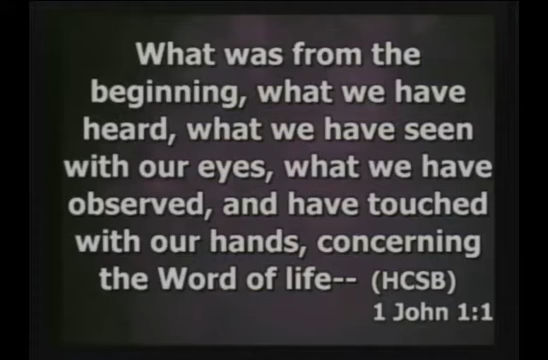 What was from the
beginning, what we have
heard, what we have seen
with our eyes, what we have
observed, and have touched
with our hands, concerning
the Word of life-- (HCSB)
1 John 1:1